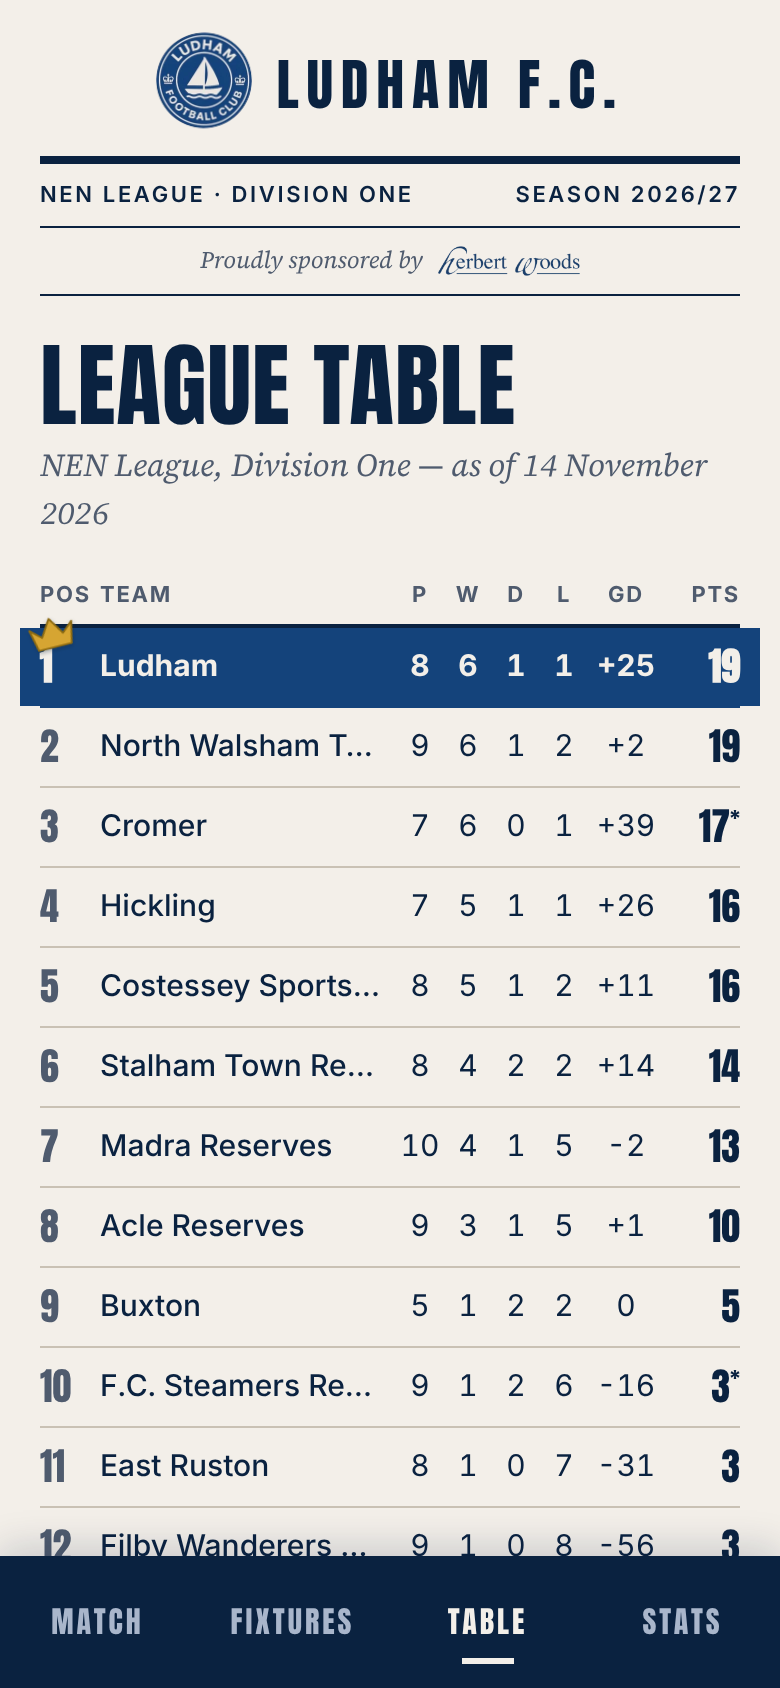 LUDHAM
FOOTBALL CLUB
LUDHAM F.C.
NEN LEAGUE · DIVISION ONE SEASON 2026/27
Proudly sponsored by herbert woods
LEAGUE TABLE
NEN League, Division One — as of 14 November
2026
POS TEAM P W D L GD PTS
1 Ludham 8 6 1 1 +25 19
2 North Walsham T... 9 6 1 2 +2 19
3 Cromer 7 6 0 1 +39 17*
4 Hickling 7 5 1 1 +26 16
5 Costessey Sports... 8 5 1 2 +11 16
6 Stalham Town Re... 8 4 2 2 +14 14
7 Madra Reserves 10 4 1 5 -2 13
8 Acle Reserves 9 3 1 5 +1 10
9 Buxton 5 1 2 2 0 5
10 F.C. Steamers Re... 9 1 2 6 -16 3*
11 East Ruston 8 1 0 7 -31 3
12 Filby Wanderers ... 9 1 0 8 -56 3
MATCH FIXTURES TABLE STATS